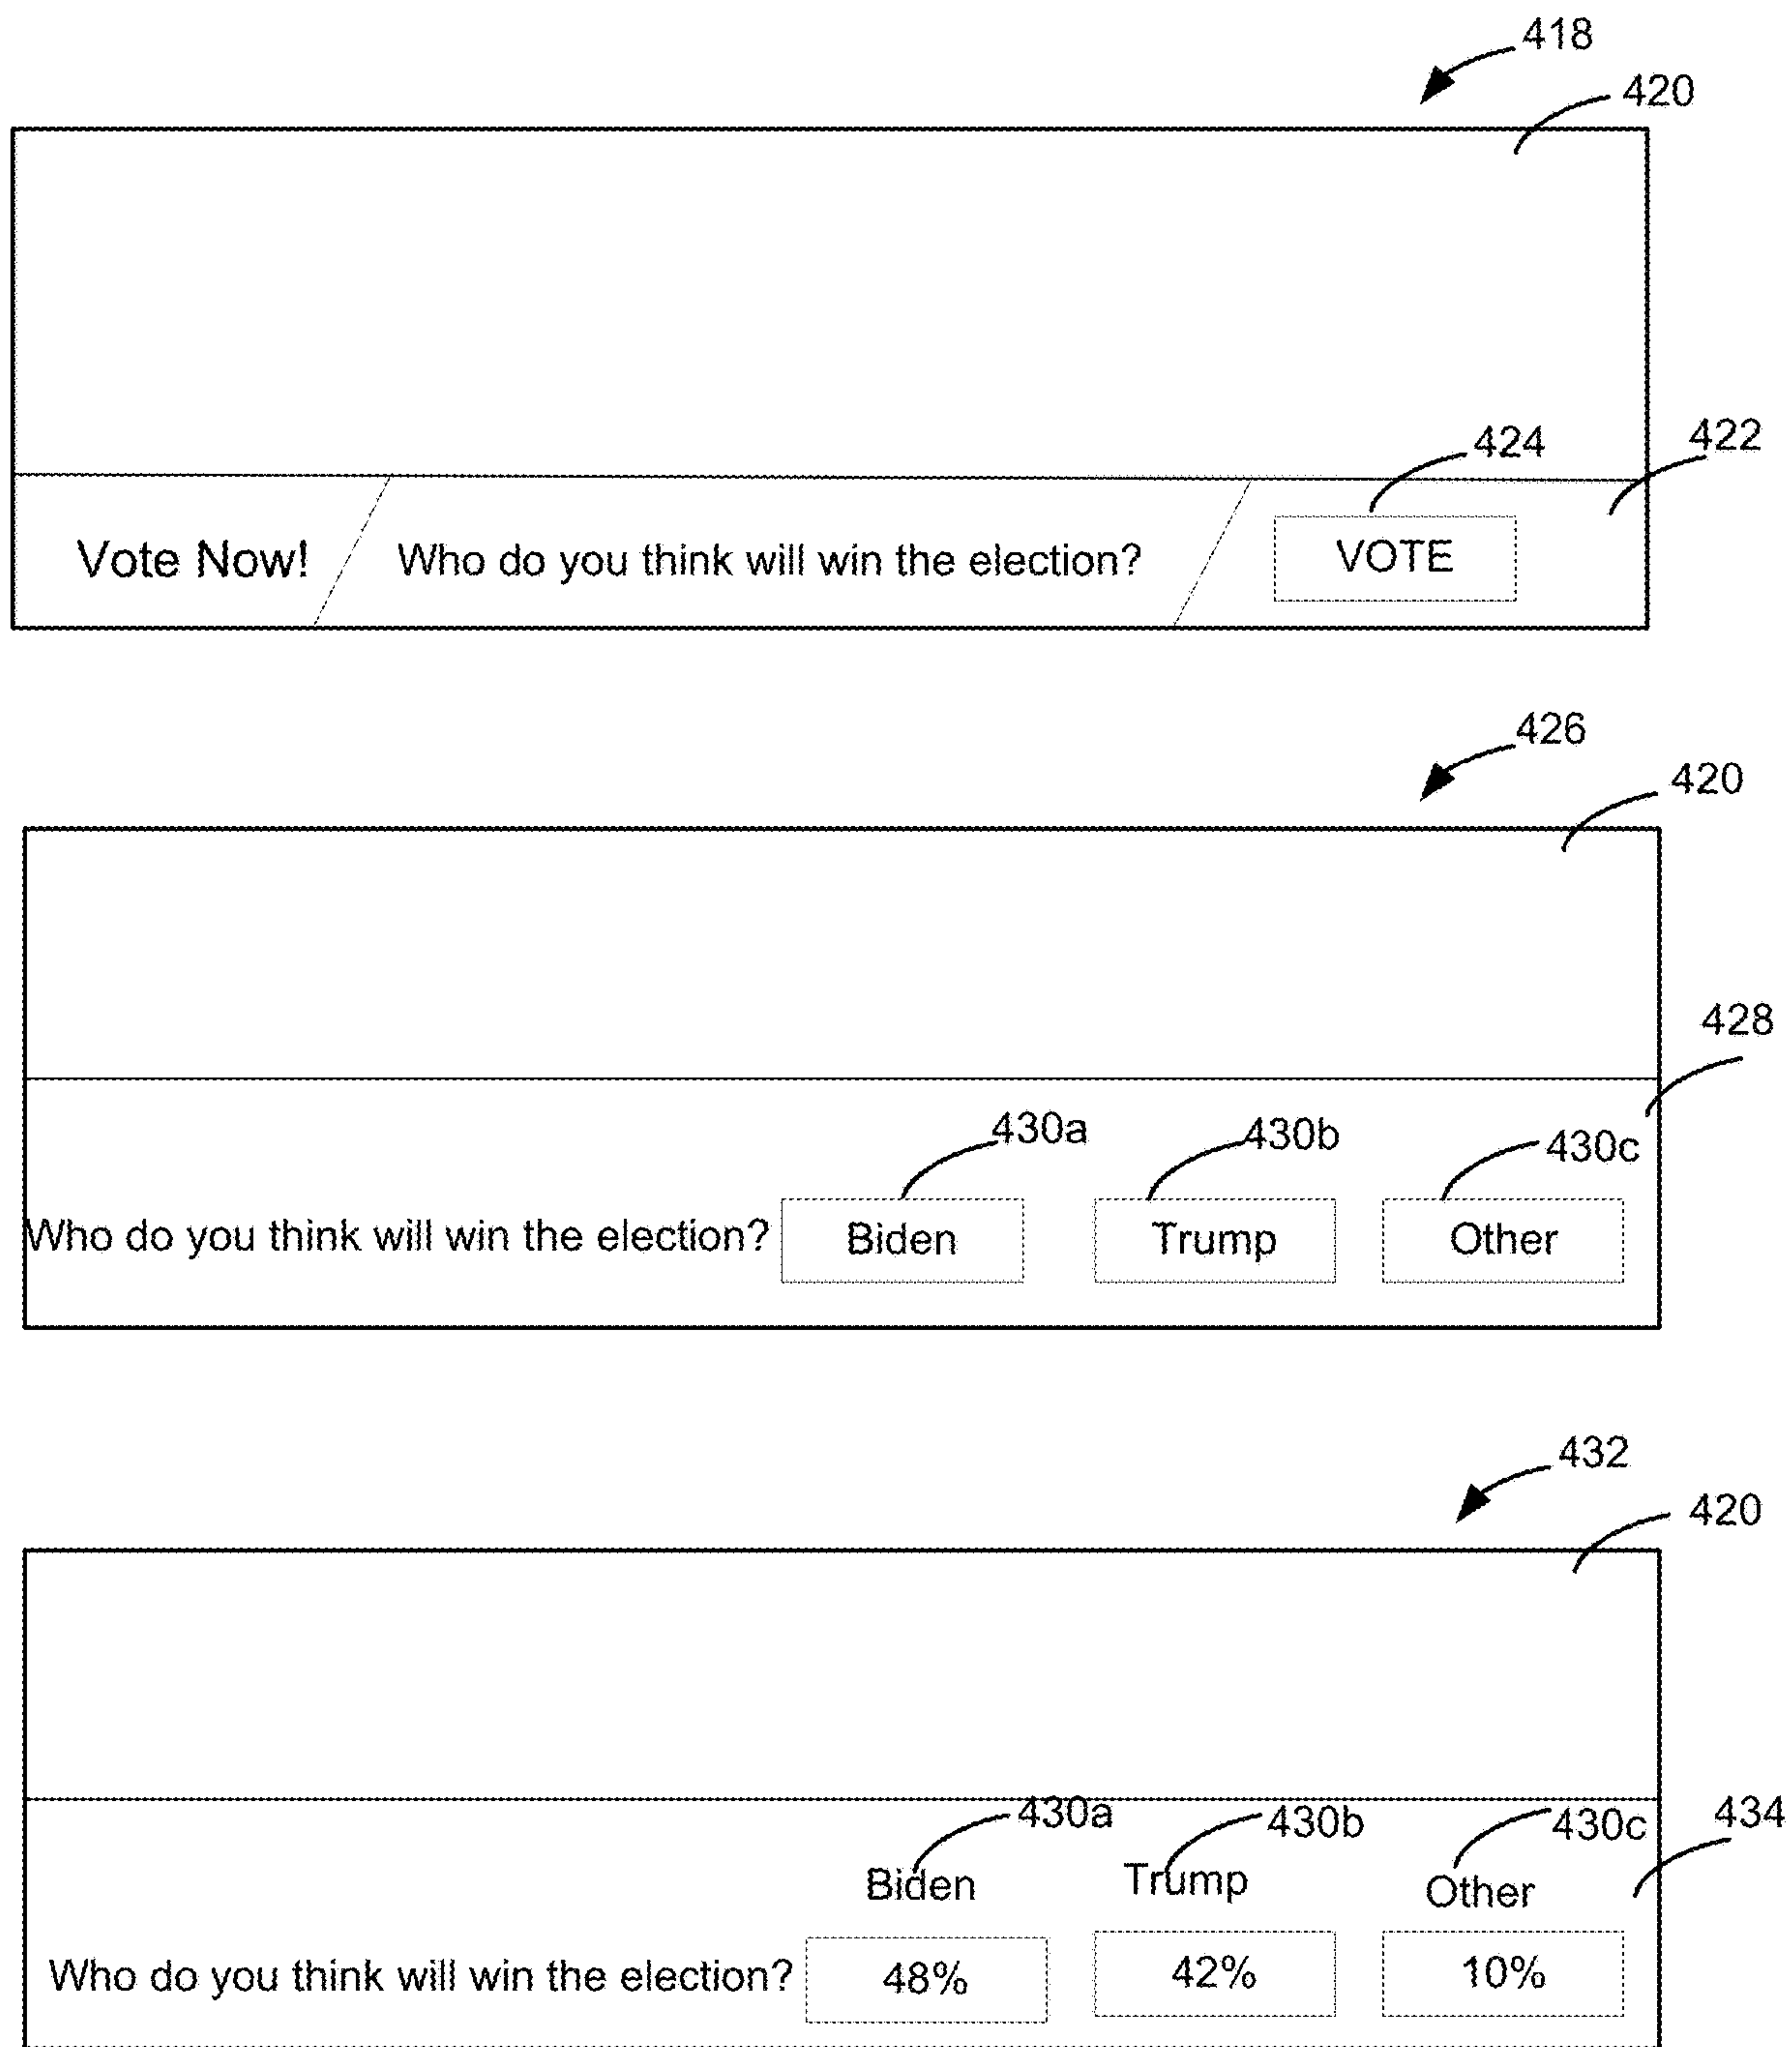 418
420
424
422
Vote Now! Who do you think will win the election? VOTE
426
420
428
430a 430b 430c
Who do you think will win the election? Biden Trump Other
432
420
430a 430b 430c 434
Biden Trump Other
Who do you think will win the election? 48% 42% 10%